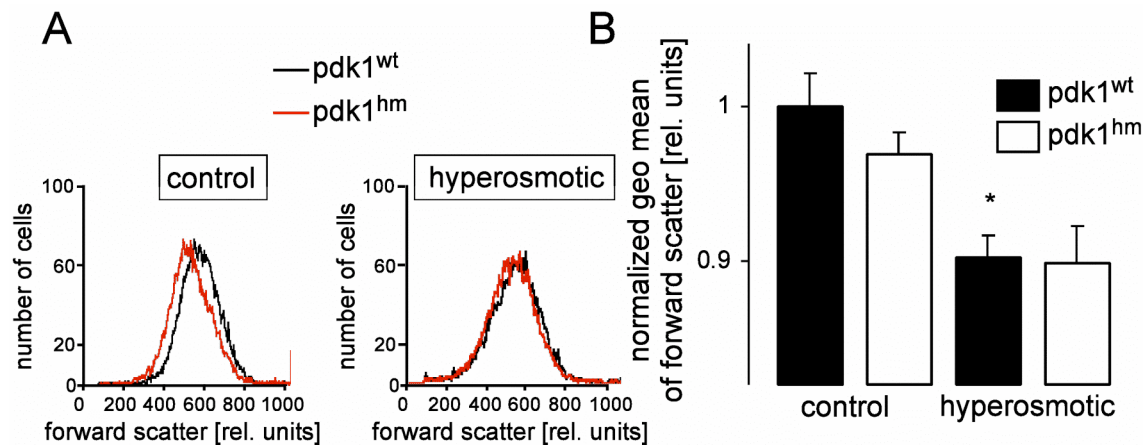 A
pdk1wt
pdk1hm
control
number of cells
100
60
20
0
0 200 400 600 800 1000
forward scatter [rel. units]
hyperosmotic
number of cells
100
60
20
0
0 200 400 600 800 1000
forward scatter [rel. units]
B
normalized geo mean
of forward scatter [rel. units]
1
0.9
*
pdk1wt
pdk1hm
control
hyperosmotic